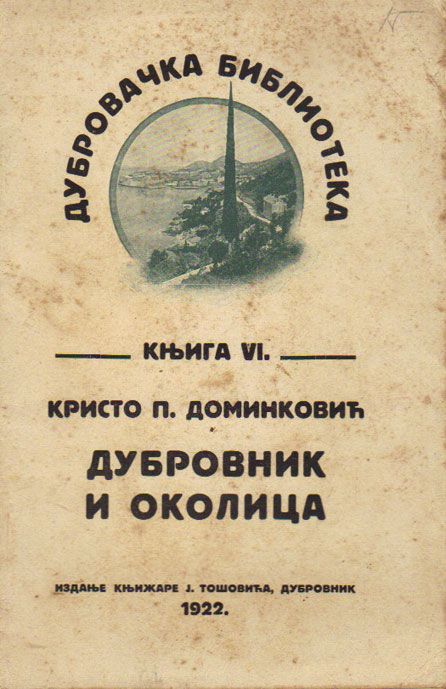 ДУБРОВАЧКА БИБЛИОТЕКА
КЊИГА VI.
КРИСТО П. ДОМИНКОВИЋ
ДУБРОВНИК
И ОКОЛИЦА
ИЗДАЊЕ КЊИЖАРЕ Ј. ТОШОВИЋА, ДУБРОВНИК
1922.